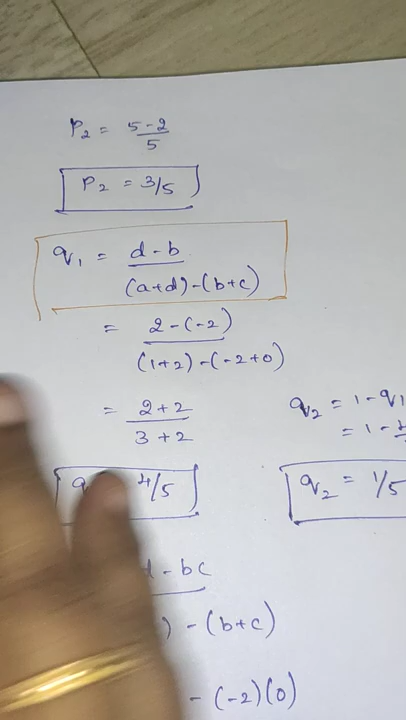 P2 = 5-2/5
P2 = 3/5
q1 = d-b/(a+d)-(b+c)
= 2-(-2)/(1+2)-(-2+0)
= 2+2/3+2
q2 = 1-q1
= 1-
4/5
q2 = 1/5
d-bc
)-(b+c)
-(-2)(0)